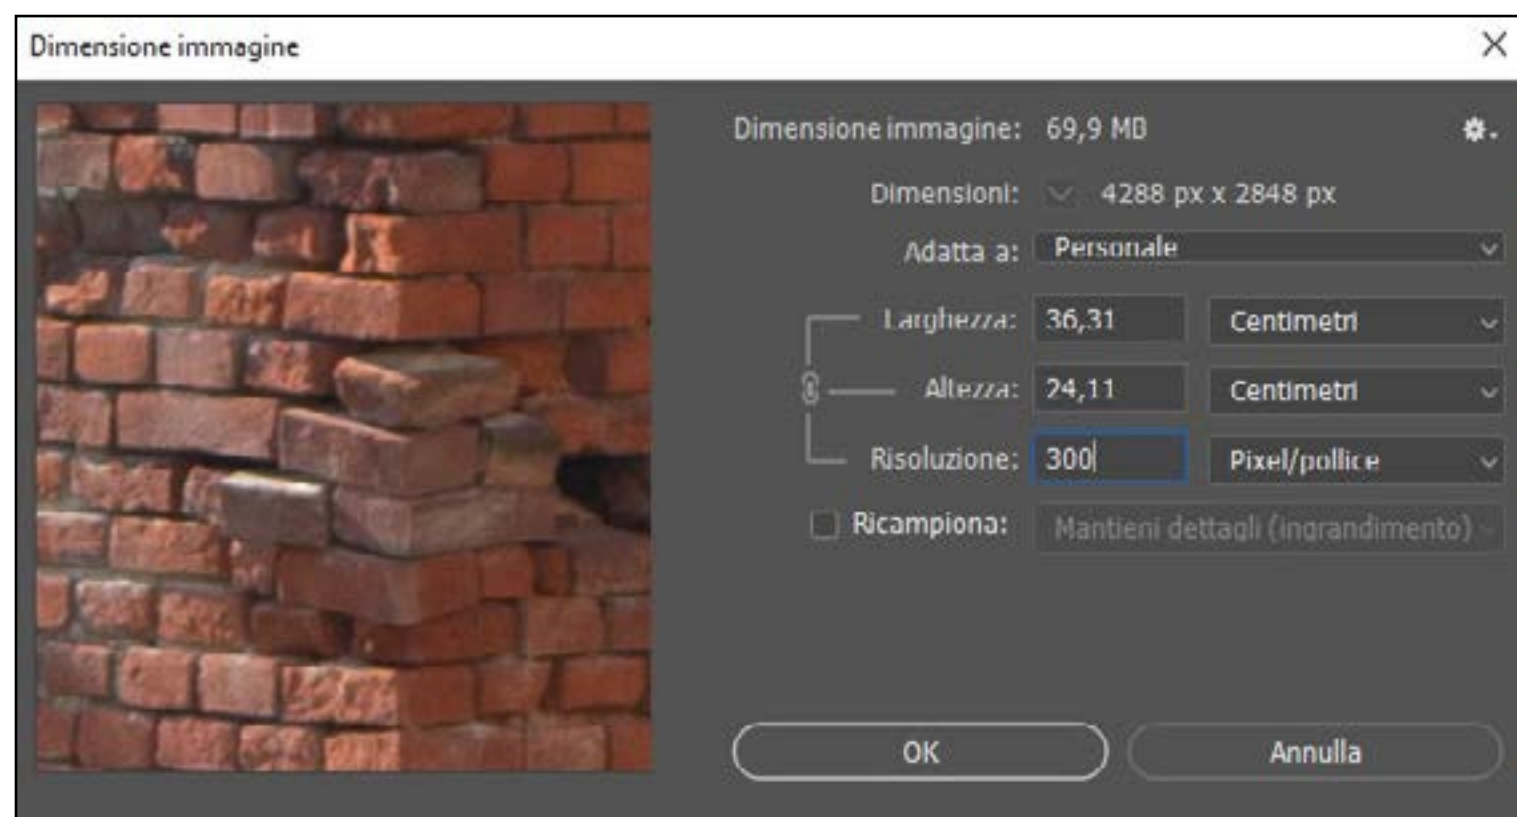 Dimensione immagine
Dimensione immagine: 69,9 MB
Dimensioni: 4288 px x 2848 px
Adatta a: Personale
Larghezza: 36,31 Centimetri
Altezza: 24,11 Centimetri
Risoluzione: 300 Pixel/pollice
Ricampiona: Mantieni dettagli (ingrandimento)
OK Annulla